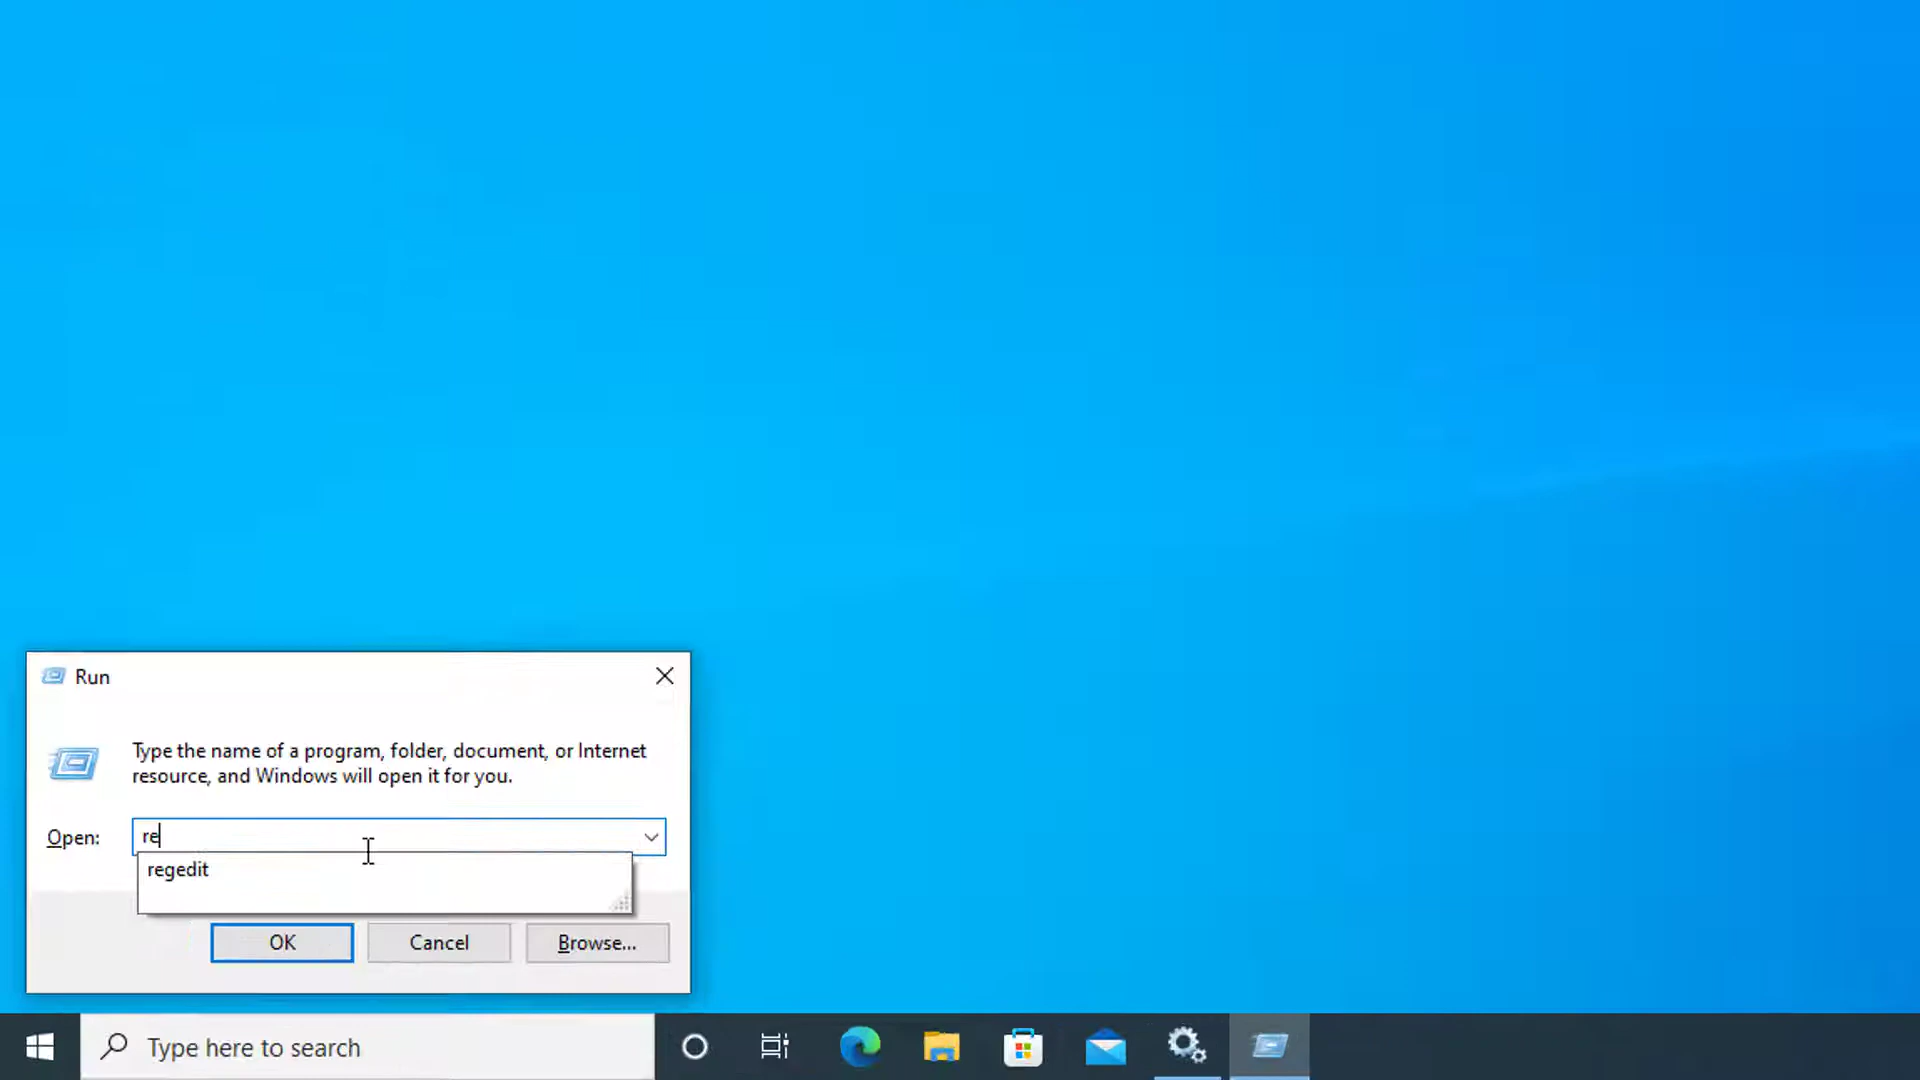 Run
Type the name of a program, folder, document, or Internet
resource, and Windows will open it for you.
Open:
re
regedit
OK
Cancel
Browse...
Type here to search